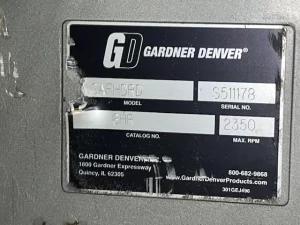 GD GARDNER DENVER®
S511178
MODEL SERIAL NO.
2350
CATALOG NO. MAX. RPM
GARDNER DENVER
1800 Gardner Expressway
Quincy, IL 62305
800-682-9868
www.GardnerDenverProducts.com
301GEJ496